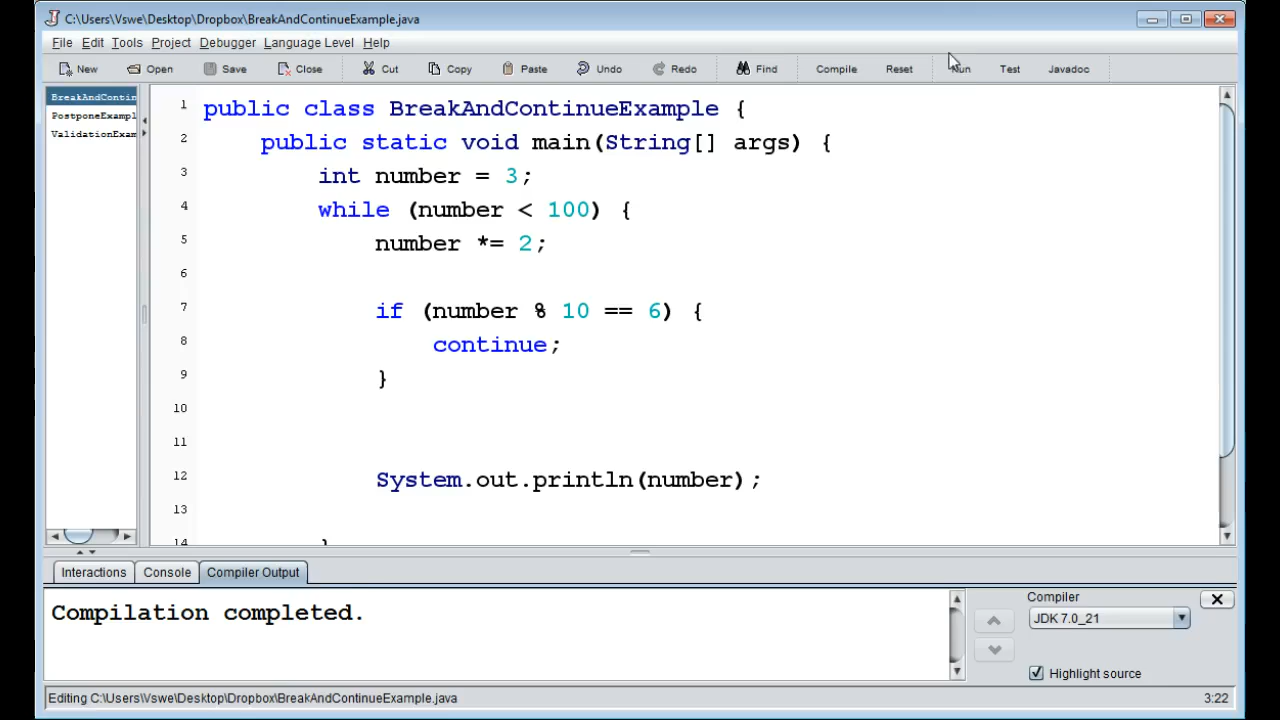 C:\Users\Vswe\Desktop\Dropbox\BreakAndContinueExample.java
File Edit Tools Project Debugger Language Level Help
New Open Save Close Cut Copy Paste Undo Redo Find Compile Reset Run Test Javadoc
BreakAndContin
PostponeExampl
ValidationExam
1 public class BreakAndContinueExample {
2 public static void main(String[] args) {
3 int number = 3;
4 while (number < 100) {
5 number *= 2;
6
7 if (number % 10 == 6) {
8 continue;
9 }
10
11
12 System.out.println(number);
13
14 }
Interactions Console Compiler Output
Compilation completed.
Compiler
JDK 7.0_21
Highlight source
Editing C:\Users\Vswe\Desktop\Dropbox\BreakAndContinueExample.java 3:22